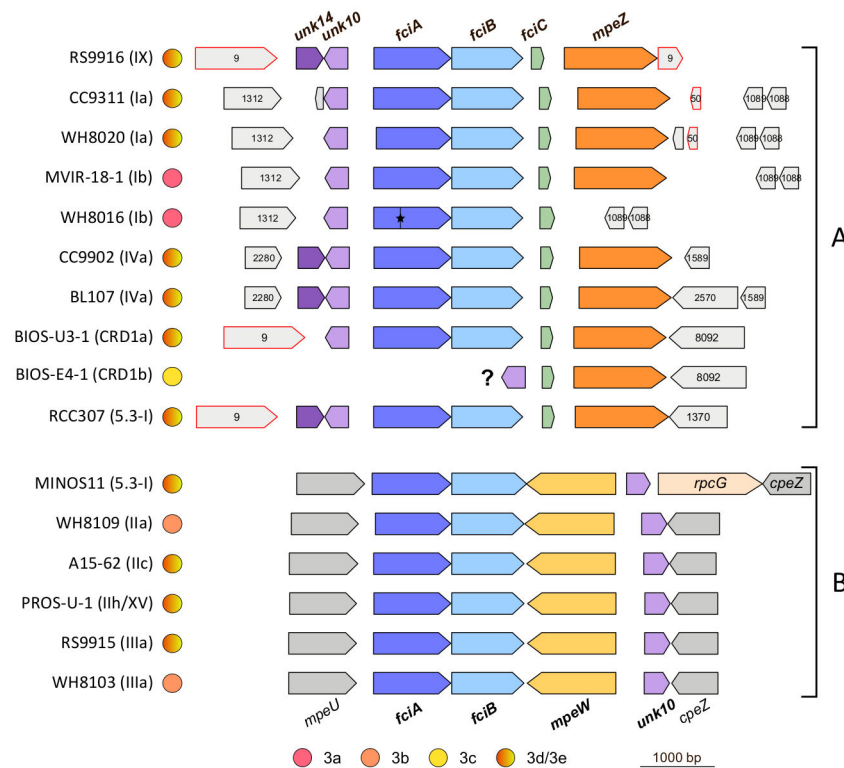 unk14 unk10 fciA fciB fciC mpeZ
RS9916 (IX) 9 9
CC9311 (Ia) 1312 50 1089 1088
WH8020 (Ia) 1312 50 1089 1088
MVIR-18-1 (Ib) 1312 1089 1088
WH8016 (Ib) 1312 1089 1088
A
CC9902 (IVa) 2280 1589
BL107 (IVa) 2280 2570 1589
BIOS-U3-1 (CRD1a) 9 8092
BIOS-E4-1 (CRD1b) ? 8092
RCC307 (5.3-I) 9 1370
MINOS11 (5.3-I) rpcG cpeZ
WH8109 (IIa)
A15-62 (IIc)
B
PROS-U-1 (IIh/XV)
RS9915 (IIIa)
WH8103 (IIIa)
mpeU fciA fciB mpeW unk10 cpeZ
3a 3b 3c 3d/3e 1000 bp